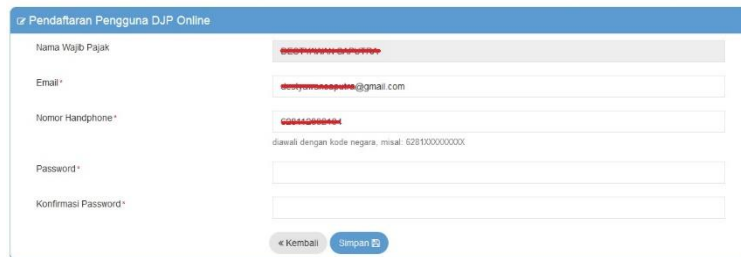 Pendaftaran Pengguna DJP Online
Nama Wajib Pajak
Email*
@gmail.com
Nomor Handphone*
diawali dengan kode negara, misal: 6281XXXXXXXXX
Password*
Konfirmasi Password*
« Kembali Simpan